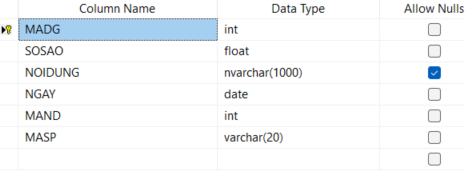 Column Name Data Type Allow Nulls
MADG int
SOSAO float
NOIDUNG nvarchar(1000)
NGAY date
MAND int
MASP varchar(20)